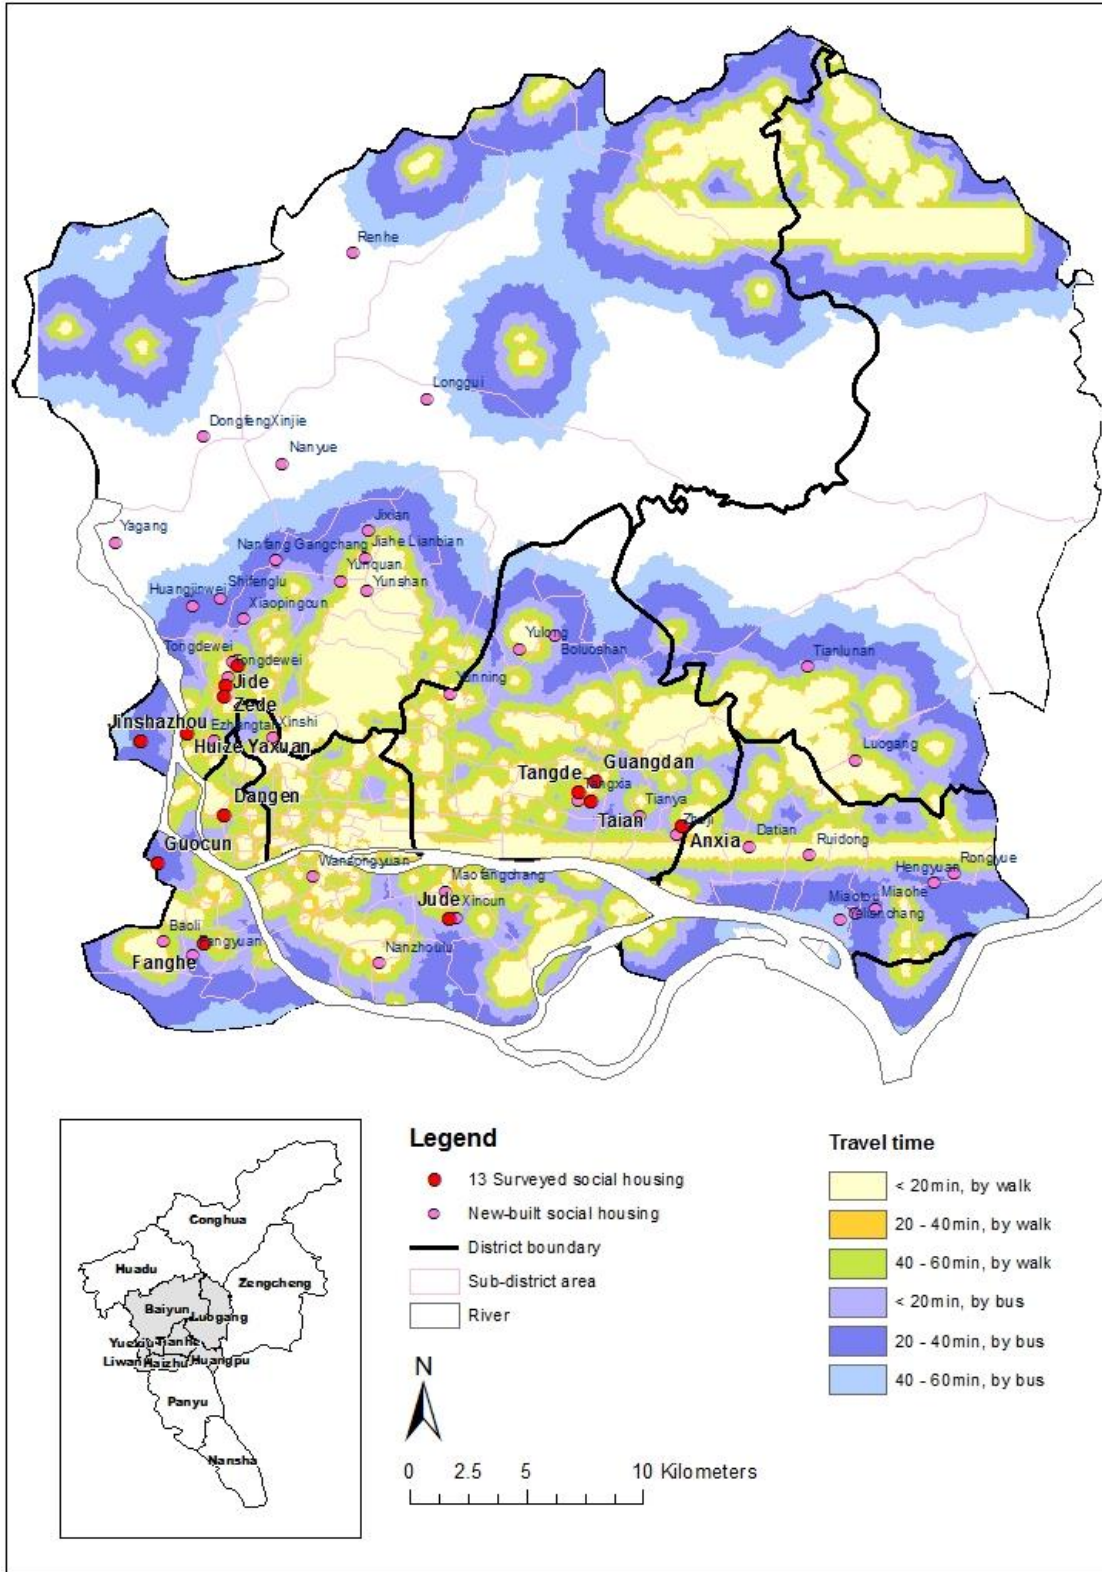 Renhe
Longgui
DongfengXinjie
Nanyue
Yagang
Jixian
Nanfang Gangchang
Jiahe Lianbian
Yunquan
Yunshan
Huangjinwei
Shifenglu
Xiaopingcun
Tongdewei
Tongdewei
Jide
Zede
Yulong
Boluoshan
Tianlunan
Yunning
Jinshazhou
Xinshi
Huize Yaxuan
Luogang
Guangdan
Tangde
Tangxia
Dangen
Taian
Tianya
Anxia
Datian
Ruidong
Guocun
Wansongyuan
Maofangchang
Hengyuan
Rongyue
Miaohe
Jude
Baoli
Nanzhoulu
Fanghe
Conghua
Huadu
Zengcheng
Baiyun
Luogang
Yuexiu
Tianhe
Liwan
Haizhu
Huangpu
Panyu
Nansha
Legend
13 Surveyed social housing
New-built social housing
District boundary
Sub-district area
River
N
0 2.5 5 10 Kilometers
Travel time
< 20min, by walk
20 - 40min, by walk
40 - 60min, by walk
< 20min, by bus
20 - 40min, by bus
40 - 60min, by bus